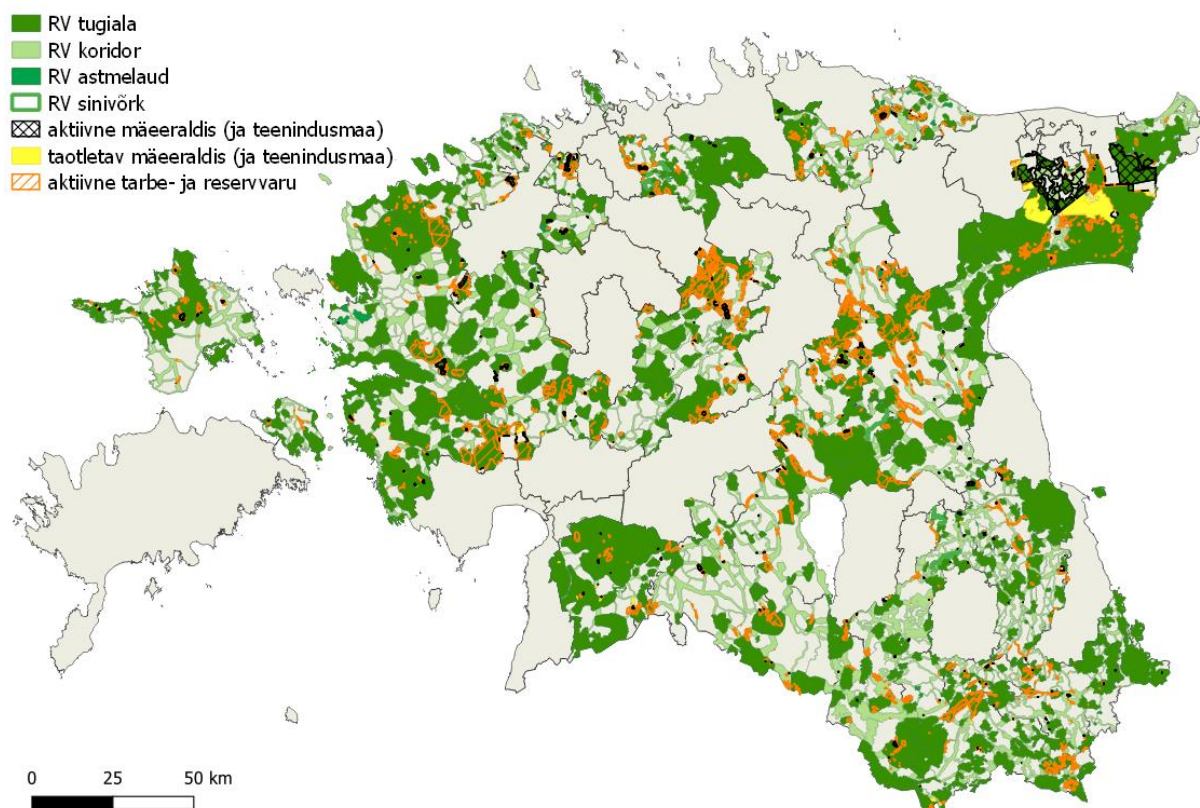 RV tugiala
RV koridor
RV astmelaud
RV sinivõrk
aktiivne mäeeraldis (ja teenindusmaa)
taotletav mäeeraldis (ja teenindusmaa)
aktiivne tarbe- ja reservvaru
0 25 50 km